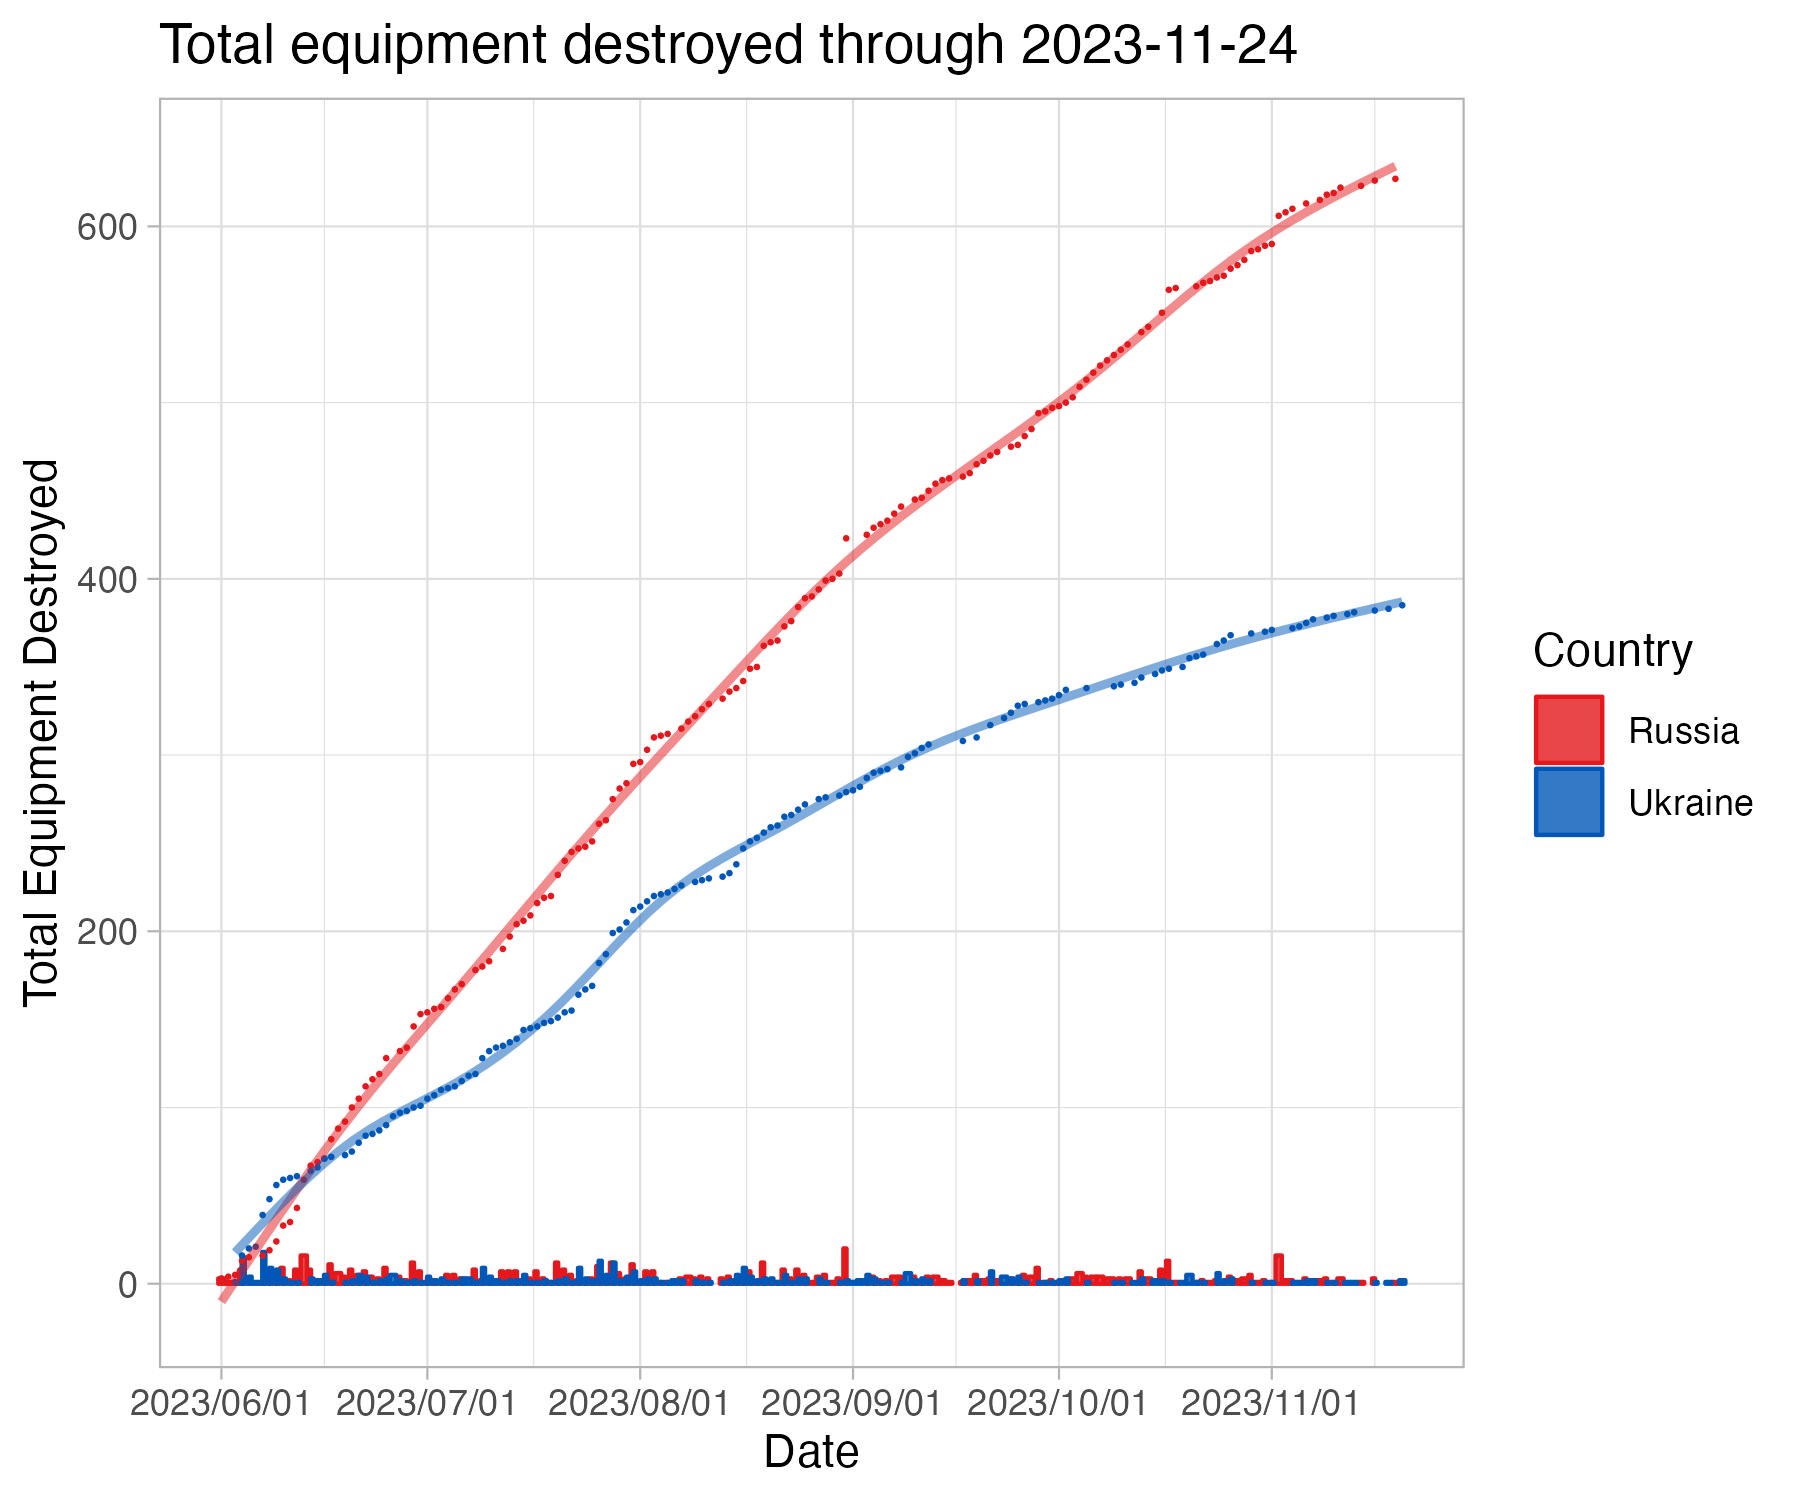 Total equipment destroyed through 2023-11-24
Total Equipment Destroyed
600
400
200
0
2023/06/01 2023/07/01 2023/08/01 2023/09/01 2023/10/01 2023/11/01
Date
Country
Russia
Ukraine